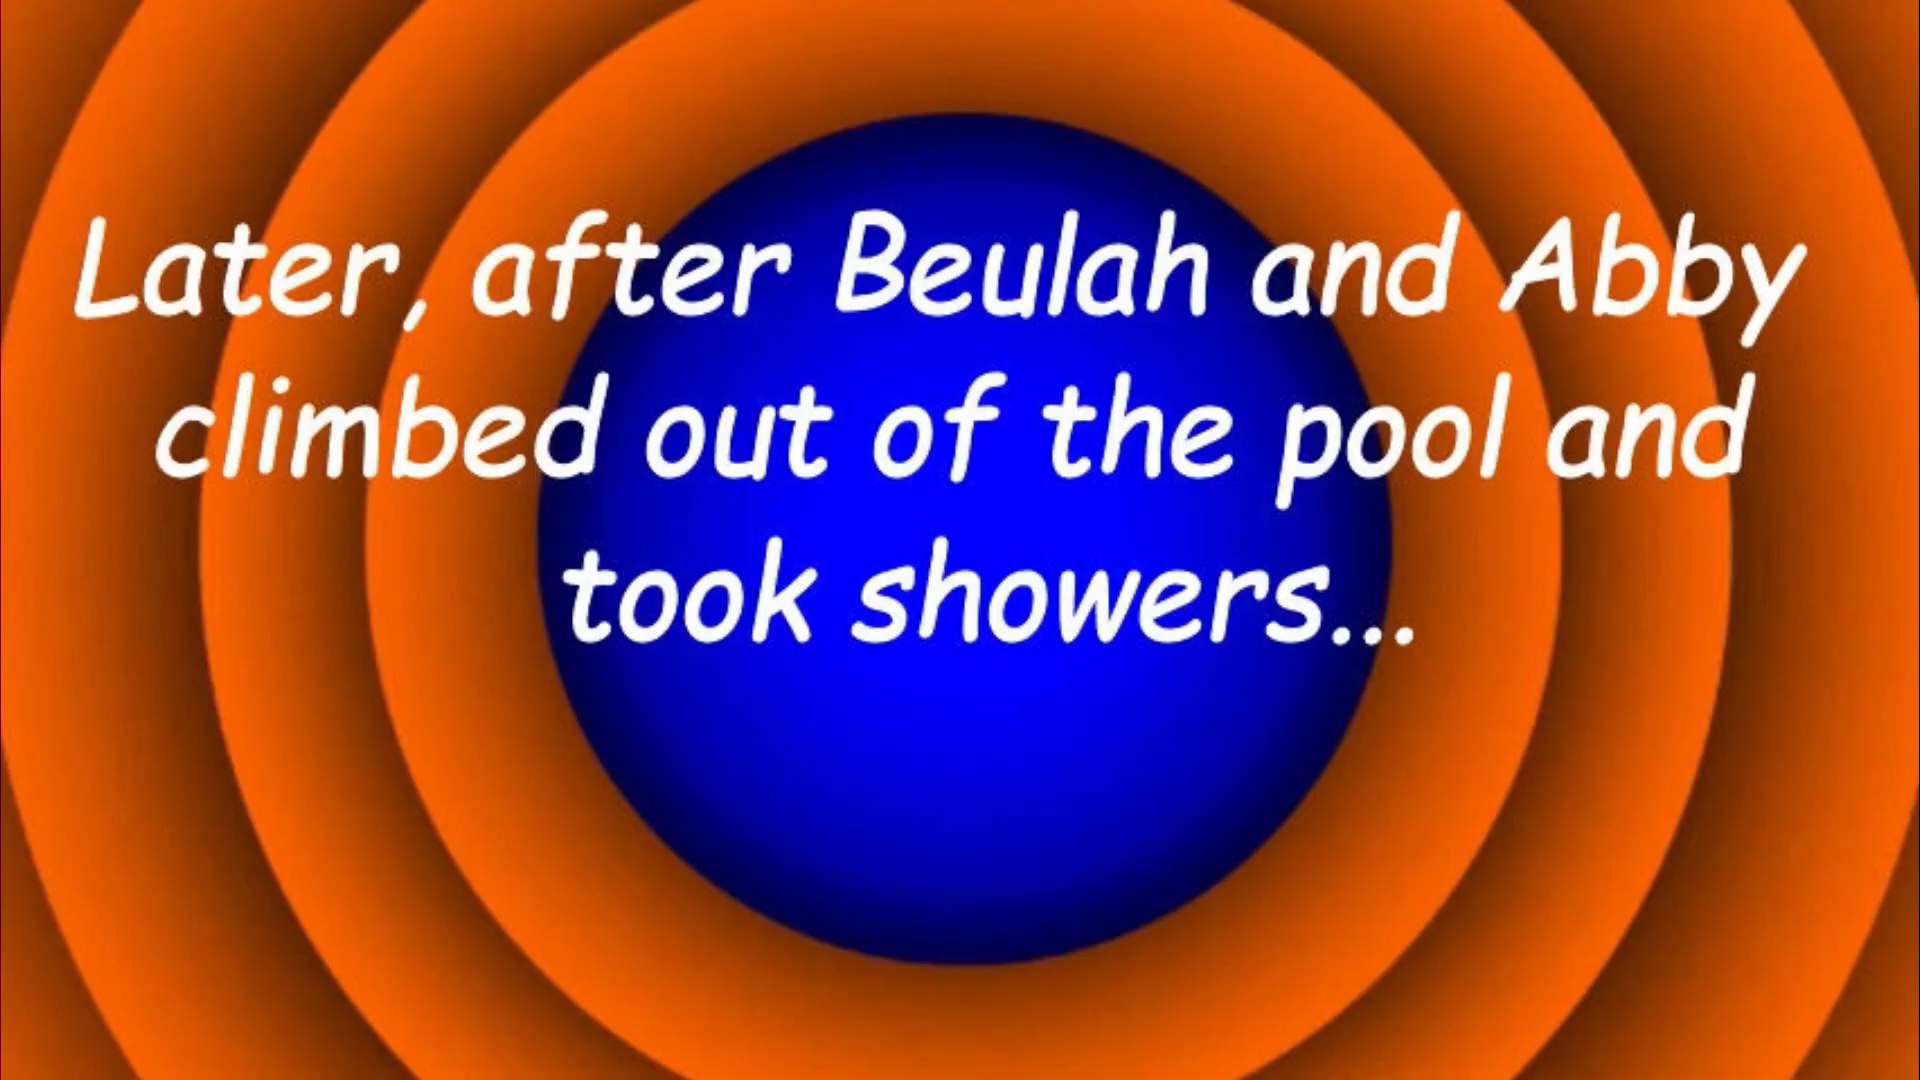 Later, after Beulah and Abby
climbed out of the pool and
took showers...